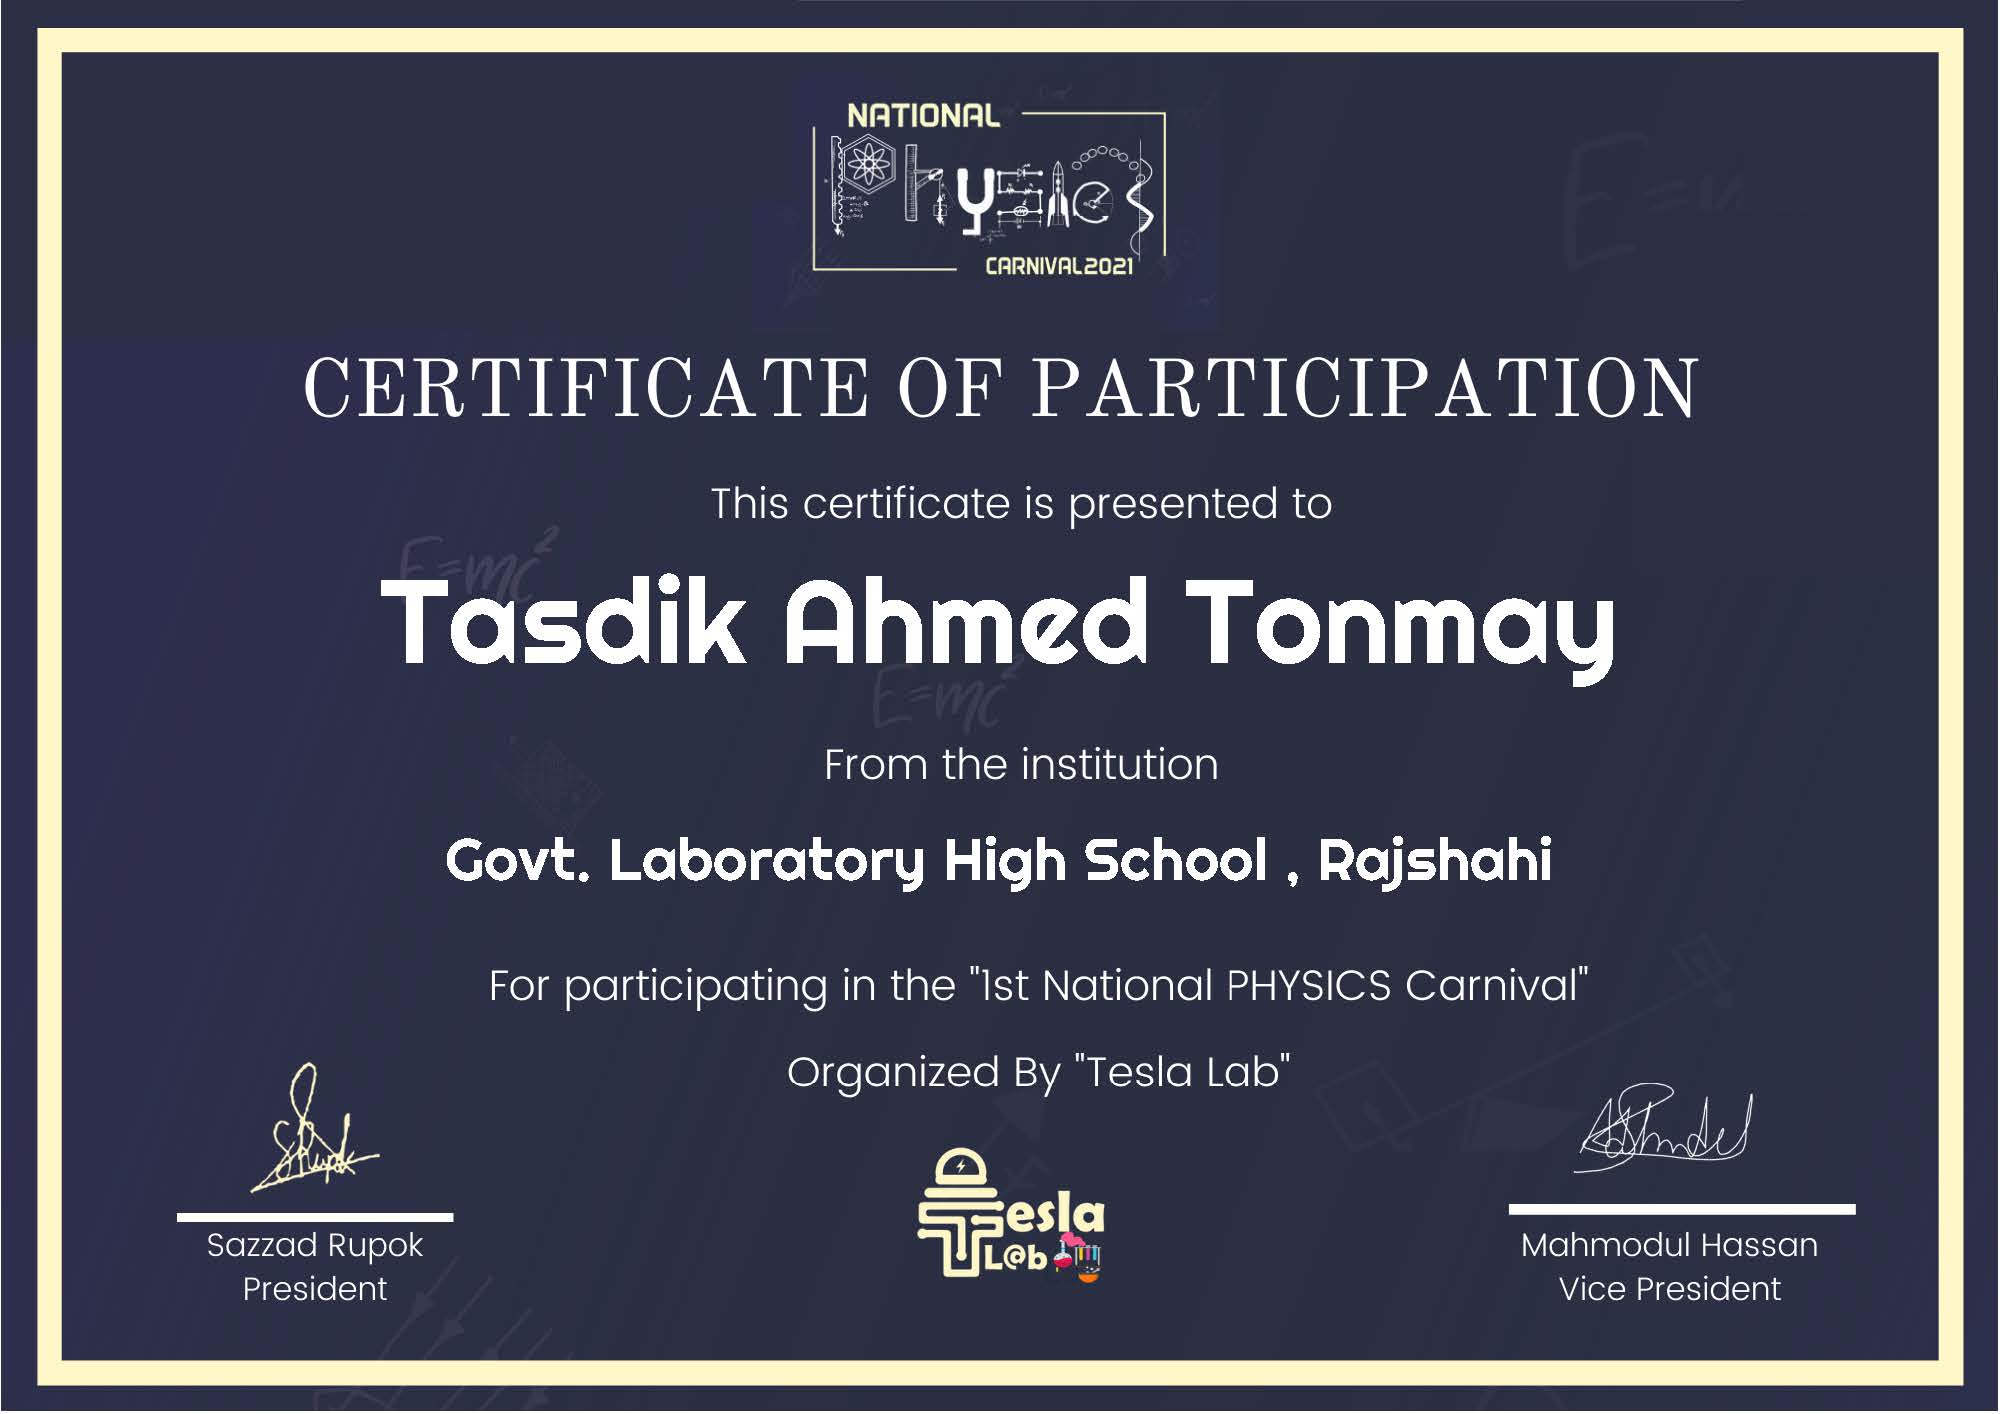 NATIONAL
Physics
CARNIVAL2021
CERTIFICATE OF PARTICIPATION
This certificate is presented to
E=mc²
Tasdik Ahmed Tonmay
E=mc²
From the institution
Govt. Laboratory High School , Rajshahi
For participating in the "1st National PHYSICS Carnival"
Organized By "Tesla Lab"
Tesla
L@b
Sazzad Rupok
President
Mahmodul Hassan
Vice President